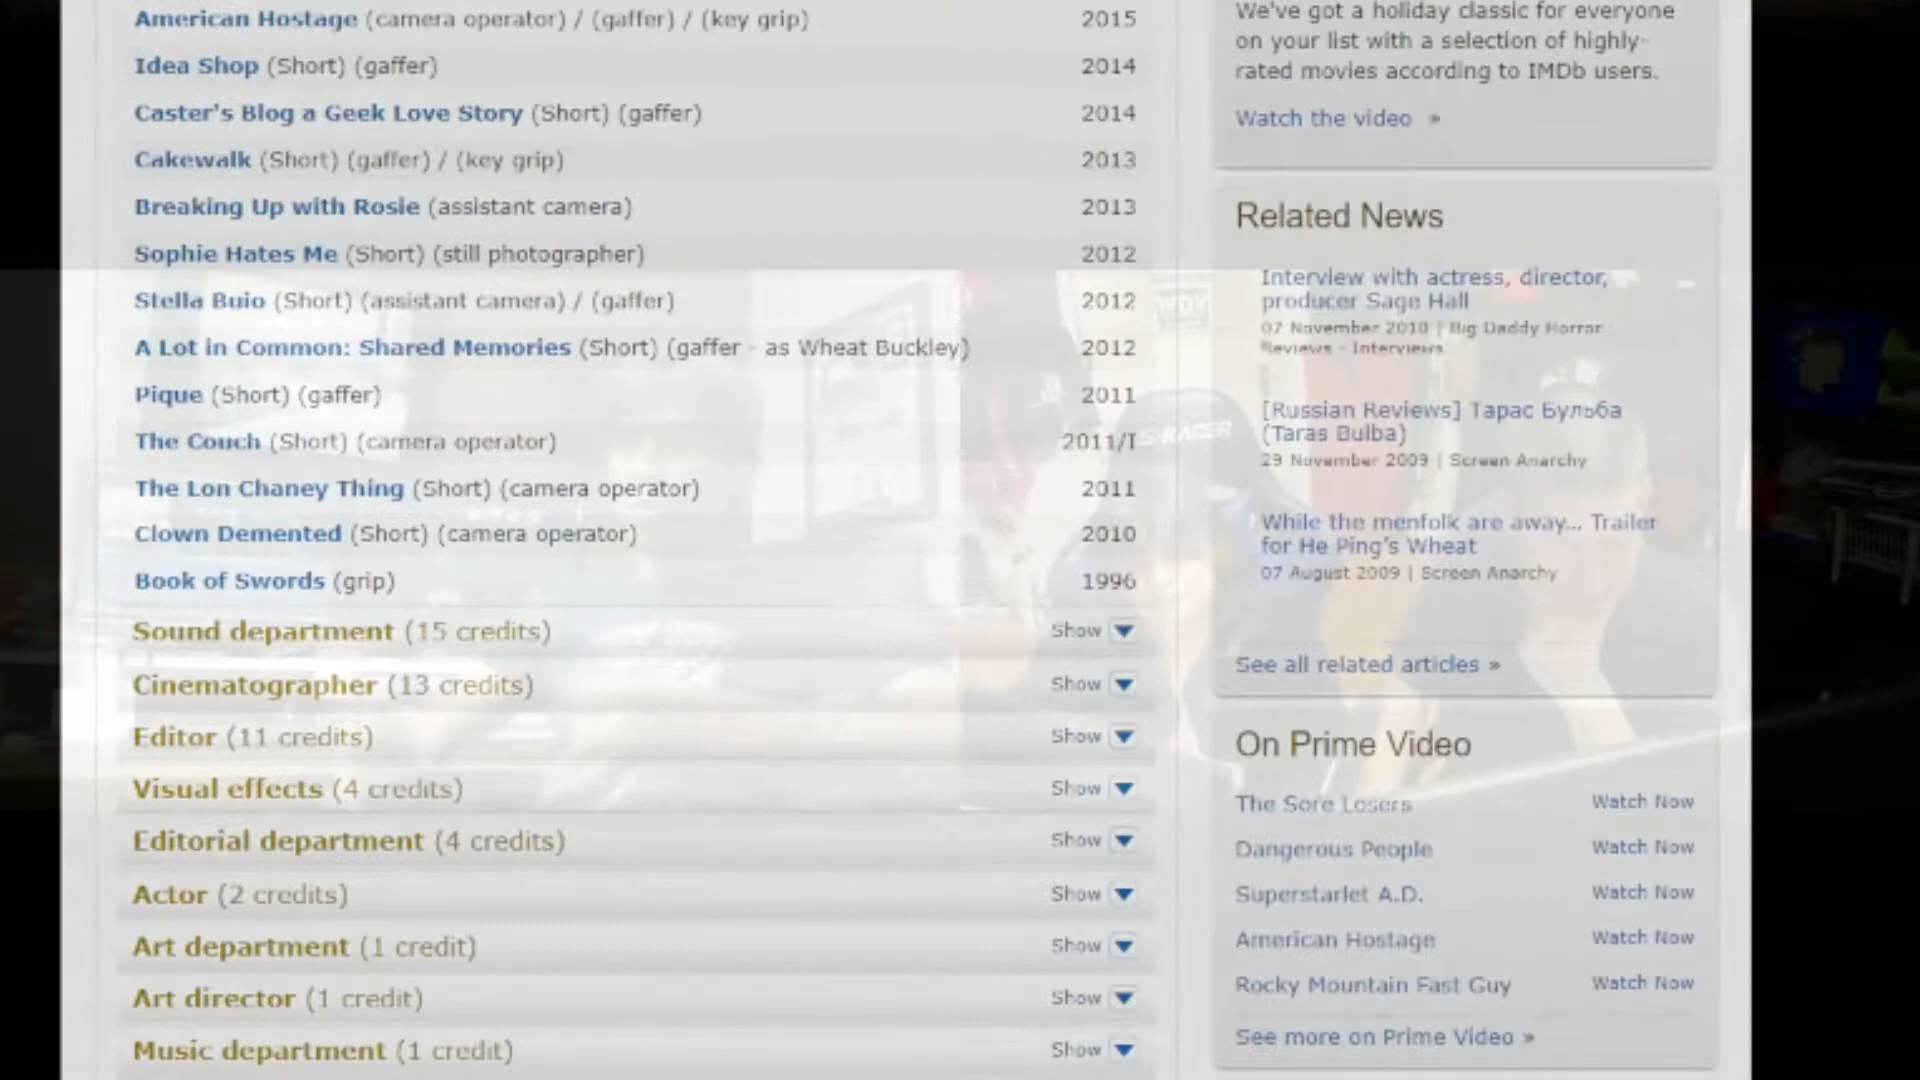 American Hostage (camera operator) / (gaffer) / (key grip) 2015
Idea Shop (Short) (gaffer) 2014
Caster's Blog a Geek Love Story (Short) (gaffer) 2014
Cakewalk (Short) (gaffer) / (key grip) 2013
Breaking Up with Rosie (assistant camera) 2013
Sophie Hates Me (Short) (still photographer) 2012
Stella Buio (Short) (assistant camera) / (gaffer) 2012
A Lot in Common: Shared Memories (Short) (gaffer - as Wheat Buckley) 2012
Pique (Short) (gaffer) 2011
The Couch (Short) (camera operator) 2011/I
The Lon Chaney Thing (Short) (camera operator) 2011
Clown Demented (Short) (camera operator) 2010
Book of Swords (grip) 1996
Sound department (15 credits) Show
Cinematographer (13 credits) Show
Editor (11 credits) Show
Visual effects (4 credits) Show
Editorial department (4 credits) Show
Actor (2 credits) Show
Art department (1 credit) Show
Art director (1 credit) Show
Music department (1 credit) Show
We've got a holiday classic for everyone
on your list with a selection of highly-
rated movies according to IMDb users.
Watch the video »
Related News
Interview with actress, director,
producer Sage Hall
07 November 2010 | Big Daddy Horror
Reviews - Interviews
[Russian Reviews] Тарас Бульба
(Taras Bulba)
29 November 2009 | Screen Anarchy
While the menfolk are away... Trailer
for He Ping's Wheat
07 August 2009 | Screen Anarchy
See all related articles »
On Prime Video
The Sore Losers Watch Now
Dangerous People Watch Now
Superstarlet A.D. Watch Now
American Hostage Watch Now
Rocky Mountain Fast Guy Watch Now
See more on Prime Video »
S-RACER